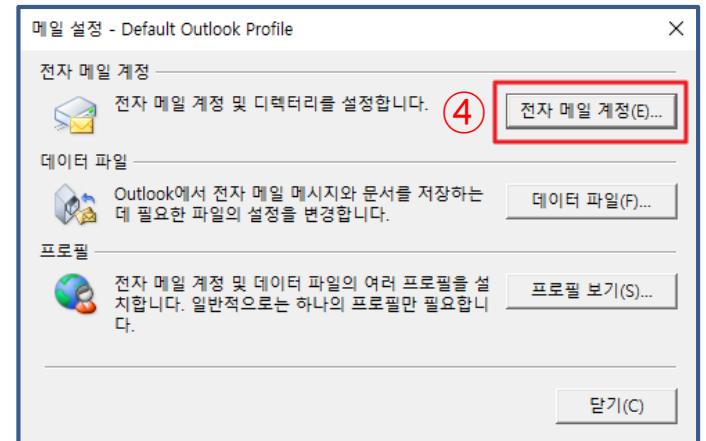 메일 설정 - Default Outlook Profile
전자 메일 계정
전자 메일 계정 및 디렉터리를 설정합니다.
④
전자 메일 계정(E)...
데이터 파일
Outlook에서 전자 메일 메시지와 문서를 저장하는
데 필요한 파일의 설정을 변경합니다.
데이터 파일(F)...
프로필
전자 메일 계정 및 데이터 파일의 여러 프로필을 설
치합니다. 일반적으로는 하나의 프로필만 필요합니
다.
프로필 보기(S)...
닫기(C)